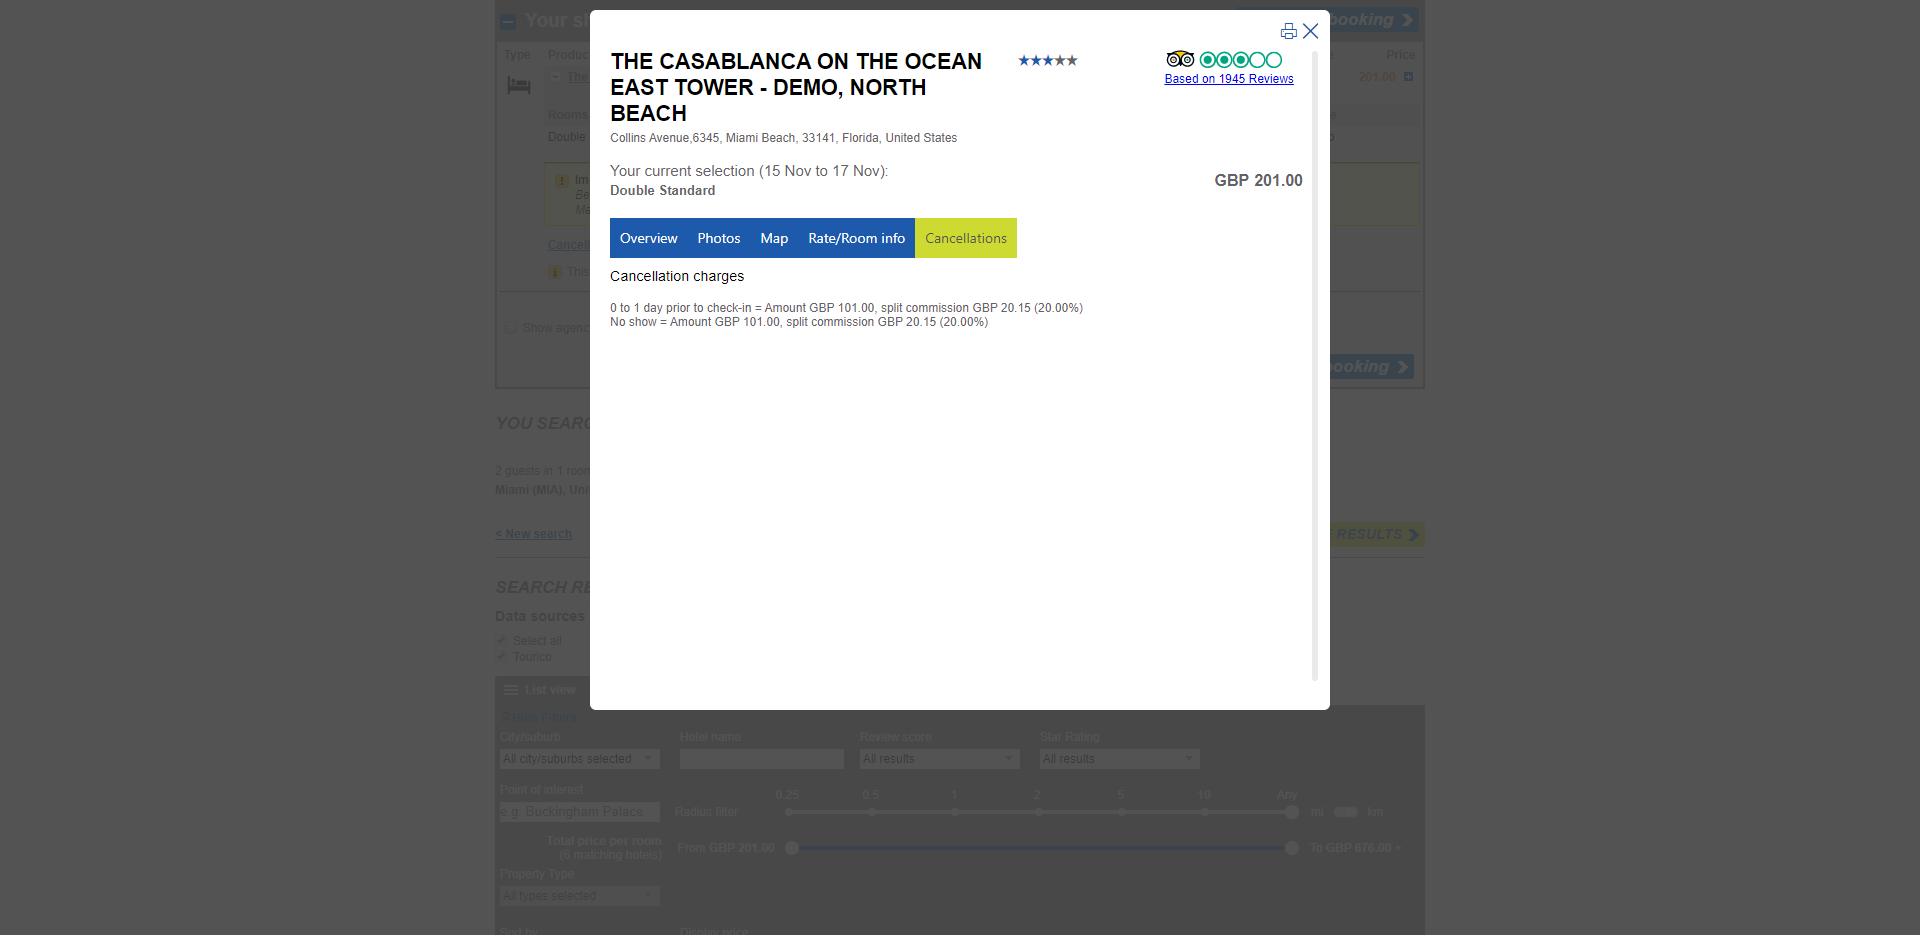 Your s
booking
Type
Produc
e
Price
The
201.00
Rooms
e
Double
Im
Be
Ma
Cancel
This
Show agenc
booking
THE CASABLANCA ON THE OCEAN
EAST TOWER - DEMO, NORTH
BEACH
Based on 1945 Reviews
Collins Avenue,6345, Miami Beach, 33141, Florida, United States
Your current selection (15 Nov to 17 Nov):
Double Standard
GBP 201.00
Overview Photos Map Rate/Room info Cancellations
Cancellation charges
0 to 1 day prior to check-in = Amount GBP 101.00, split commission GBP 20.15 (20.00%)
No show = Amount GBP 101.00, split commission GBP 20.15 (20.00%)
YOU SEARC
2 guests in 1 room
Miami (MIA), Uni
< New search
RESULTS
SEARCH RE
Data sources
Select all
Tourico
List view
Hide Filters
City/suburb Hotel name Review score Star Rating
All city/suburbs selected All results All results
Point of interest
0.25 0.5 1 2 5 10 Any
e.g. Buckingham Palace Radius filter mi km
Total price per room
(6 matching hotels)
From GBP 201.00 To GBP 676.00 +
Property Type
All types selected
Sort by Display price